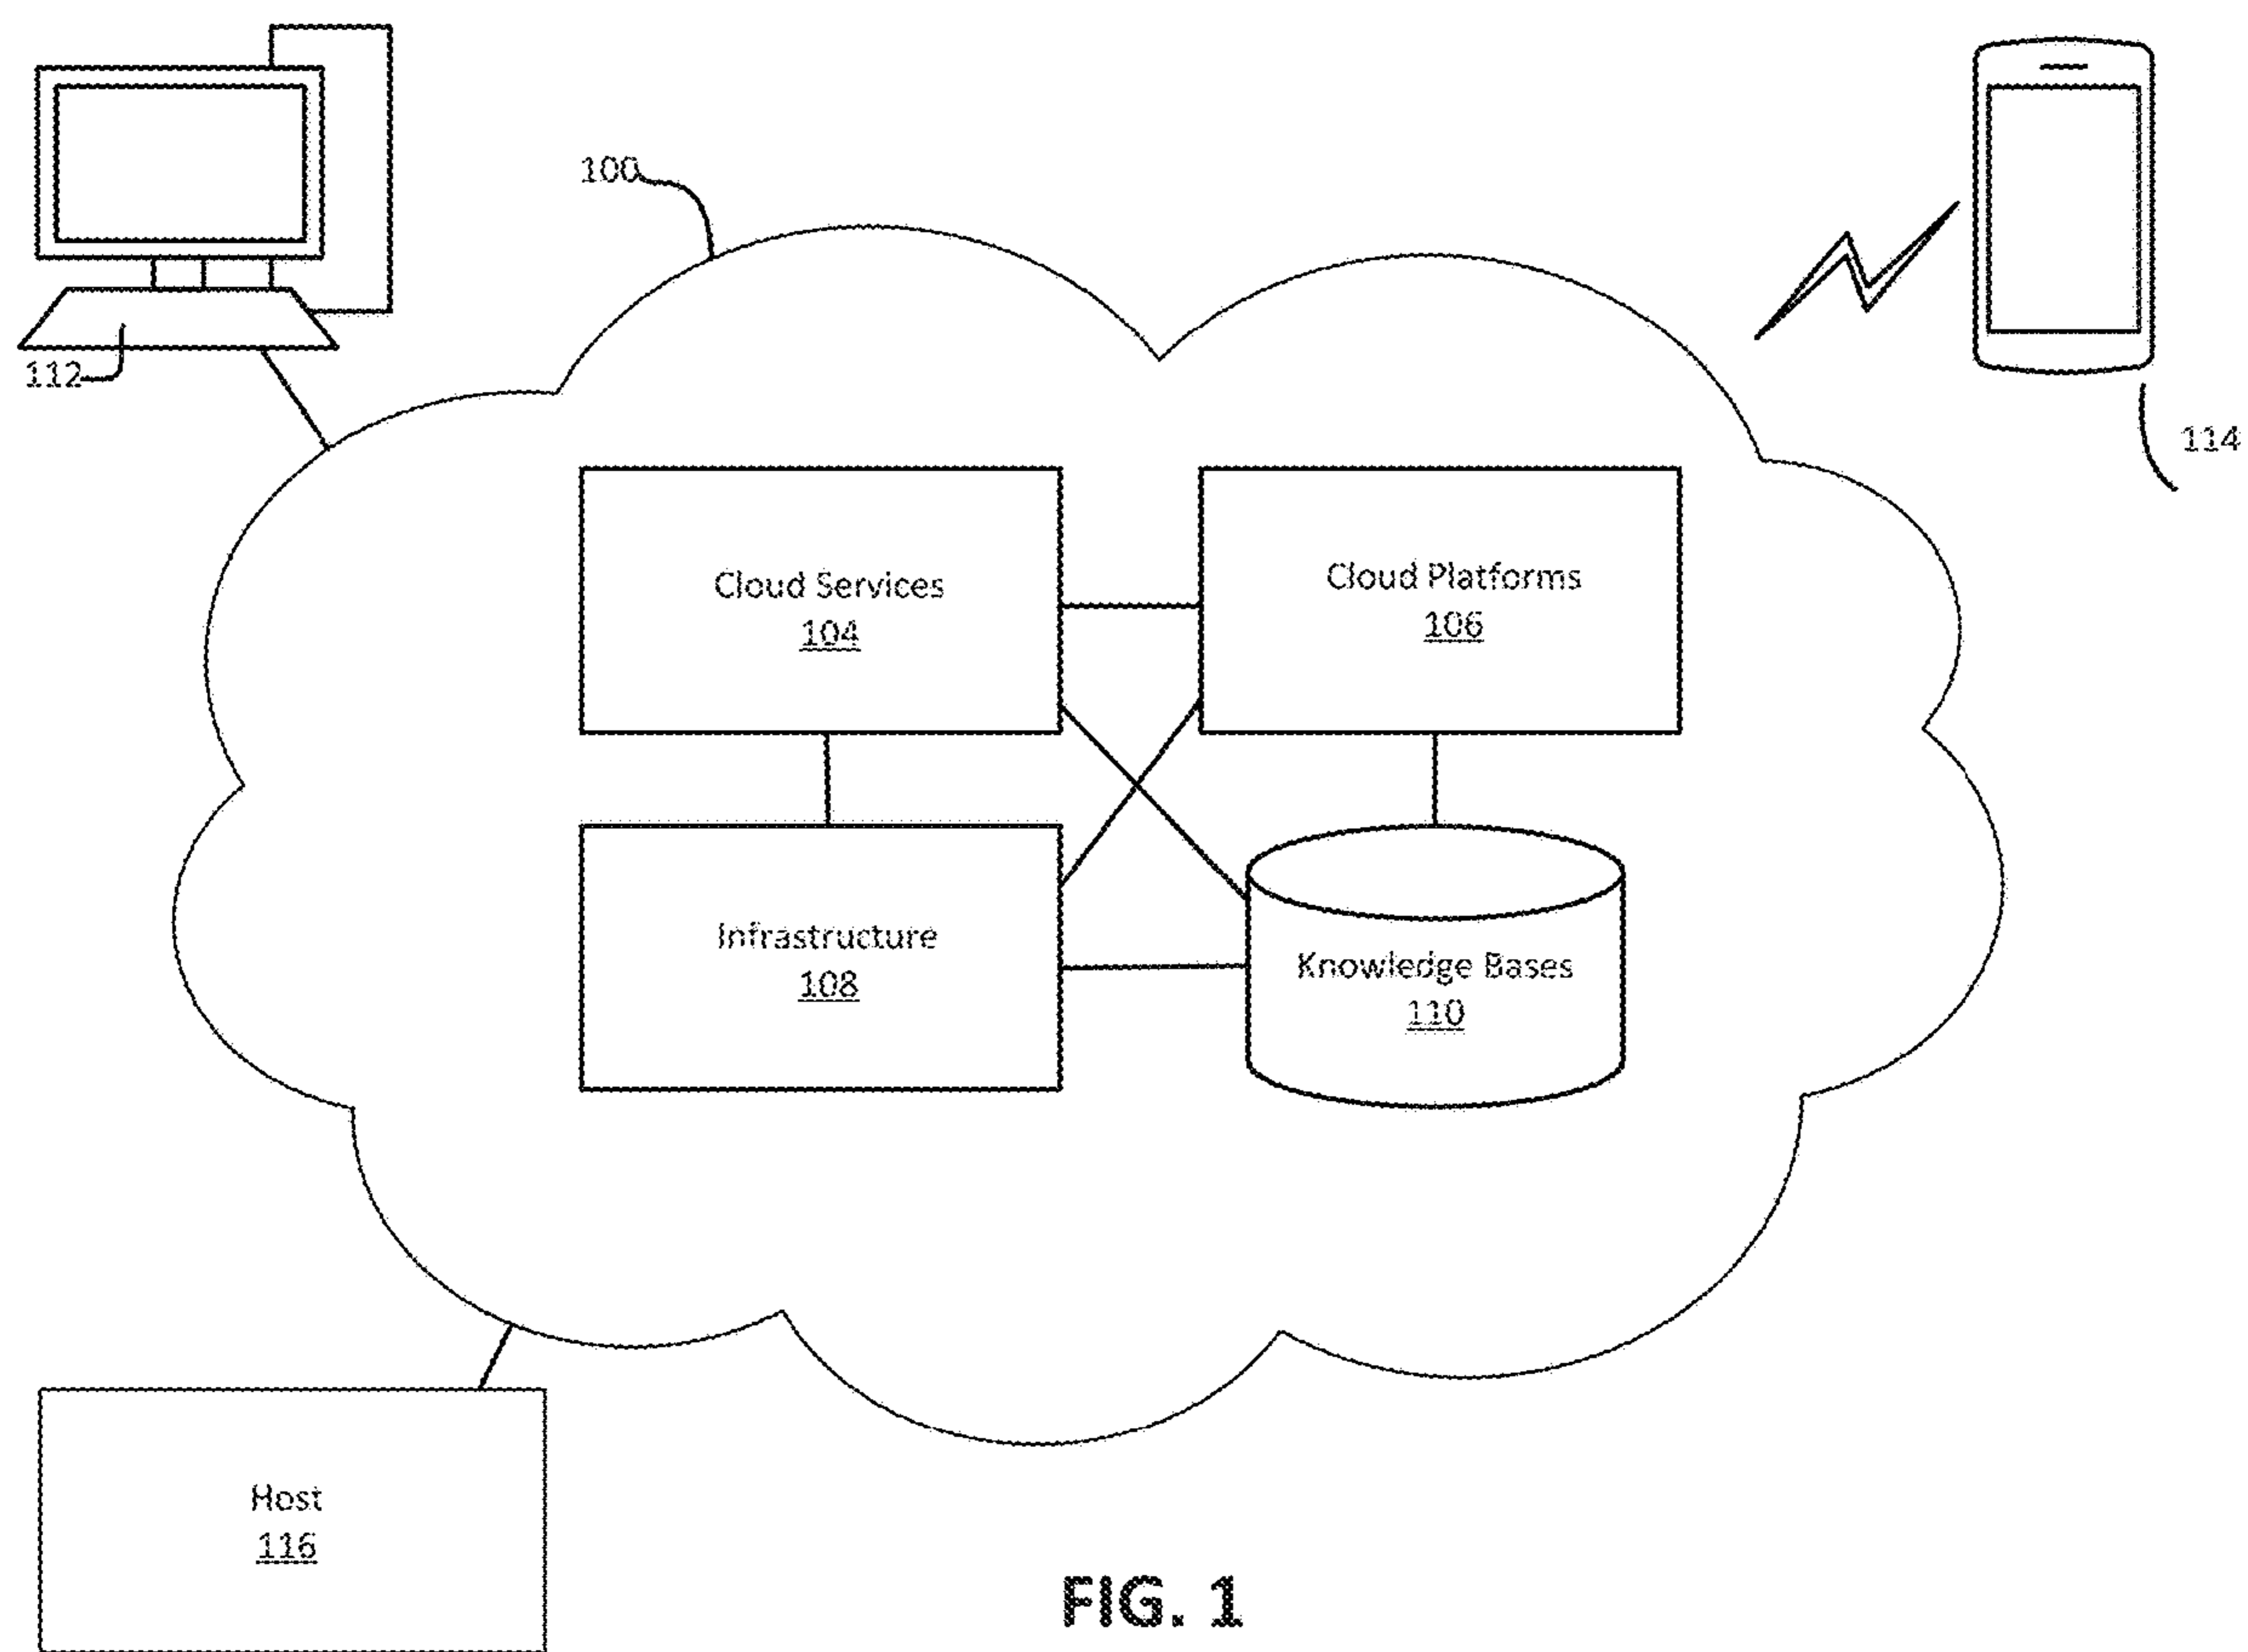 100
112
114
Cloud Services
104
Cloud Platforms
106
Infrastructure
108
Knowledge Bases
110
Host
116
FIG. 1